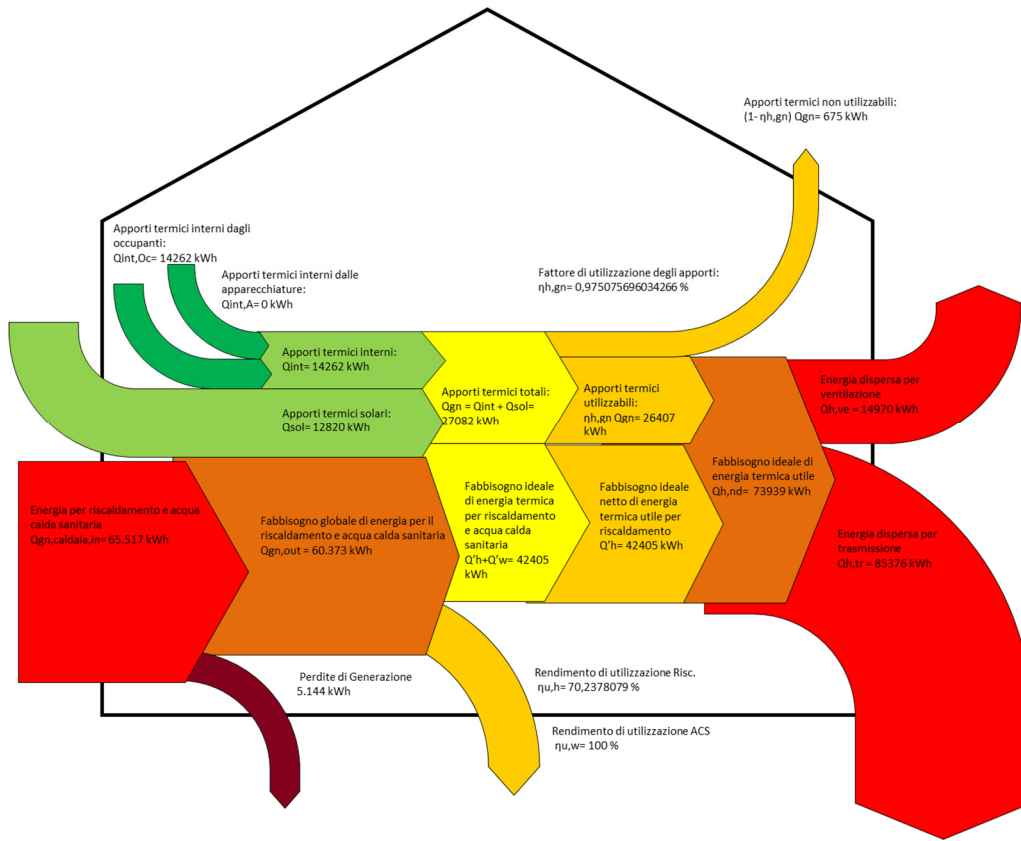 Apporti termici non utilizzabili:
(1- ηh,gn) Qgn= 675 kWh
Apporti termici interni dagli
occupanti:
Qint,Oc= 14262 kWh
Apporti termici interni dalle
apparecchiature:
Qint,A= 0 kWh
Fattore di utilizzazione degli apporti:
ηh,gn= 0,975075696034266 %
Apporti termici interni:
Qint= 14262 kWh
Apporti termici solari:
Qsol= 12820 kWh
Apporti termici totali:
Qgn = Qint + Qsol=
27082 kWh
Apporti termici
utilizzabili:
ηh,gn Qgn= 26407
kWh
Energia dispersa per
ventilazione
Qh,ve = 14970 kWh
Energia per riscaldamento e acqua
calda sanitaria
Qgn,caldaia,In= 65.517 kWh
Fabbisogno globale di energia per il
riscaldamento e acqua calda sanitaria
Qgn,out = 60.373 kWh
Fabbisogno ideale
di energia termica
per riscaldamento
e acqua calda
sanitaria
Q’h+Q’w= 42405
kWh
Fabbisogno ideale
netto di energia
termica utile per
riscaldamento
Q’h= 42405 kWh
Fabbisogno ideale di
energia termica utile
Qh,nd= 73939 kWh
Energia dispersa per
trasmissione
Qh,tr = 85376 kWh
Perdite di Generazione
5.144 kWh
Rendimento di utilizzazione Risc.
ηu,h= 70,2378079 %
Rendimento di utilizzazione ACS
ηu,w= 100 %